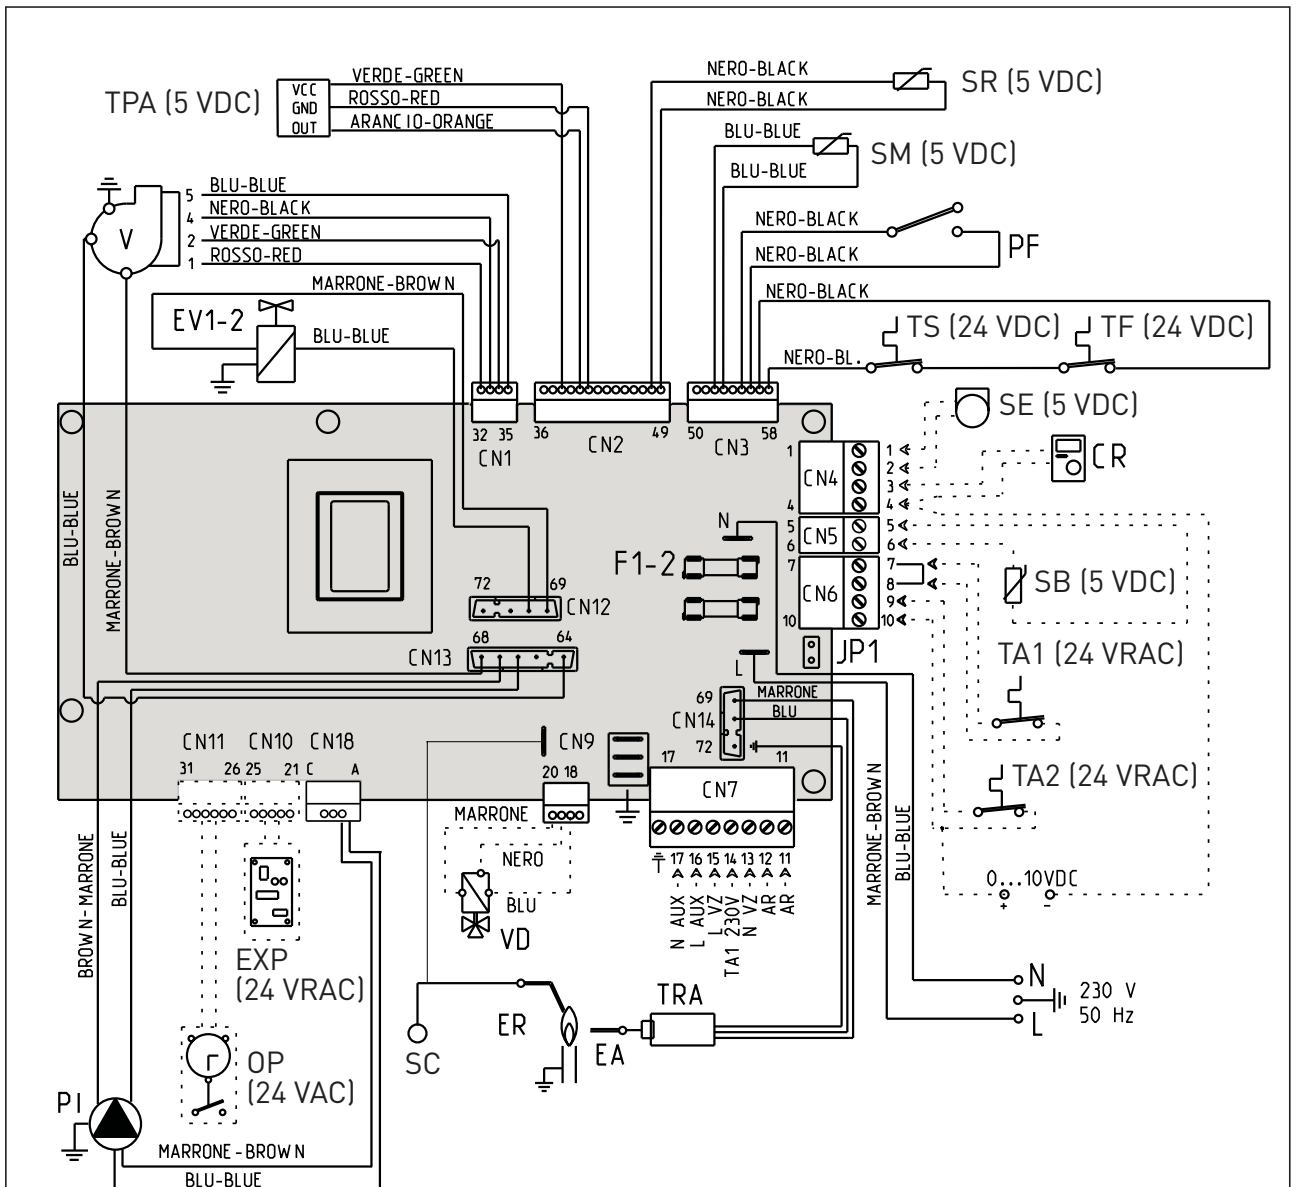 TPA (5 VDC)
VCC
GND
OUT
VERDE-GREEN
ROSSO-RED
ARANCIO-ORANGE
NERO-BLACK
NERO-BLACK
SR (5 VDC)
BLU-BLUE
BLU-BLUE
SM (5 VDC)
V
5 BLU-BLUE
4 NERO-BLACK
2 VERDE-GREEN
1 ROSSO-RED
NERO-BLACK
NERO-BLACK
PF
MARRONE-BROWN
EV1-2
BLU-BLUE
NERO-BLACK
TS (24 VDC)
TF (24 VDC)
NERO-BL.
SE (5 VDC)
CR
32 35
CN1
36 49
CN2
50 58
CN3
1
4
CN4
1
2
3
4
5
6
CN5
5
6
7
10
CN6
7
8
9
10
BLU-BLUE
MARRONE-BROWN
N
F1-2
SB (5 VDC)
72 69
CN12
68 64
CN13
L
JP1
TA1 (24 VRAC)
69
CN14
72
MARRONE
BLU
TA2 (24 VRAC)
CN11
31 26
CN10
25 21
CN18
C A
CN9
20 18
17 11
CN7
MARRONE
NERO
BLU
VD
17 16 15 14 13 12 11
N AUX
L AUX
L VZ
TA1 230V
N VZ
AR
AR
MARRONE-BROWN
BLU-BLUE
0...10VDC
+ -
BROWN-MARRONE
BLU-BLUE
EXP
(24 VRAC)
OP
(24 VAC)
SC
ER
EA
TRA
N
L
230 V
50 Hz
PI
MARRONE-BROWN
BLU-BLUE